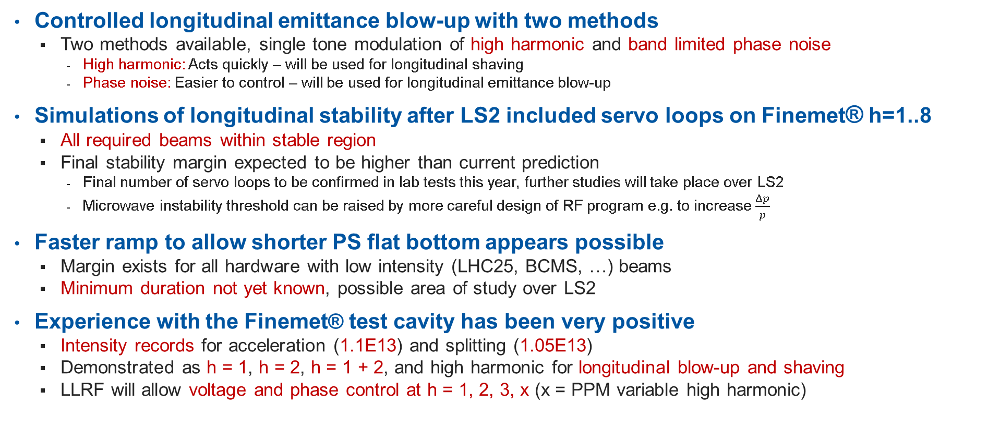 • Controlled longitudinal emittance blow-up with two methods
▪ Two methods available, single tone modulation of high harmonic and band limited phase noise
- High harmonic: Acts quickly – will be used for longitudinal shaving
- Phase noise: Easier to control – will be used for longitudinal emittance blow-up
• Simulations of longitudinal stability after LS2 included servo loops on Finemet® h=1..8
▪ All required beams within stable region
▪ Final stability margin expected to be higher than current prediction
- Final number of servo loops to be confirmed in lab tests this year, further studies will take place over LS2
- Microwave instability threshold can be raised by more careful design of RF program e.g. to increase Δp/p
• Faster ramp to allow shorter PS flat bottom appears possible
▪ Margin exists for all hardware with low intensity (LHC25, BCMS, …) beams
▪ Minimum duration not yet known, possible area of study over LS2
• Experience with the Finemet® test cavity has been very positive
▪ Intensity records for acceleration (1.1E13) and splitting (1.05E13)
▪ Demonstrated as h = 1, h = 2, h = 1 + 2, and high harmonic for longitudinal blow-up and shaving
▪ LLRF will allow voltage and phase control at h = 1, 2, 3, x (x = PPM variable high harmonic)